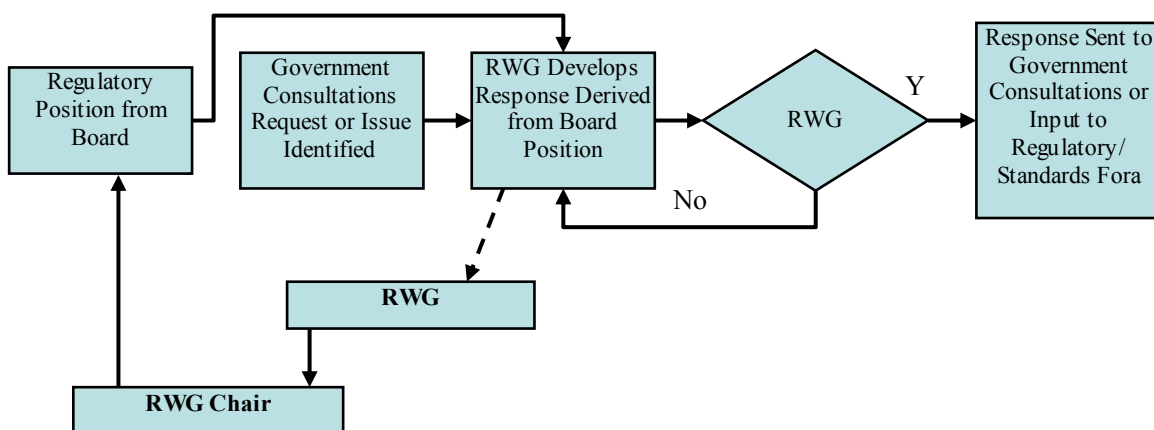 Regulatory
Position from
Board
Government
Consultations
Request or Issue
Identified
RWG Develops
Response Derived
from Board
Position
RWG
Y
Response Sent to
Government
Consultations or
Input to
Regulatory/
Standards Fora
No
RWG
RWG Chair